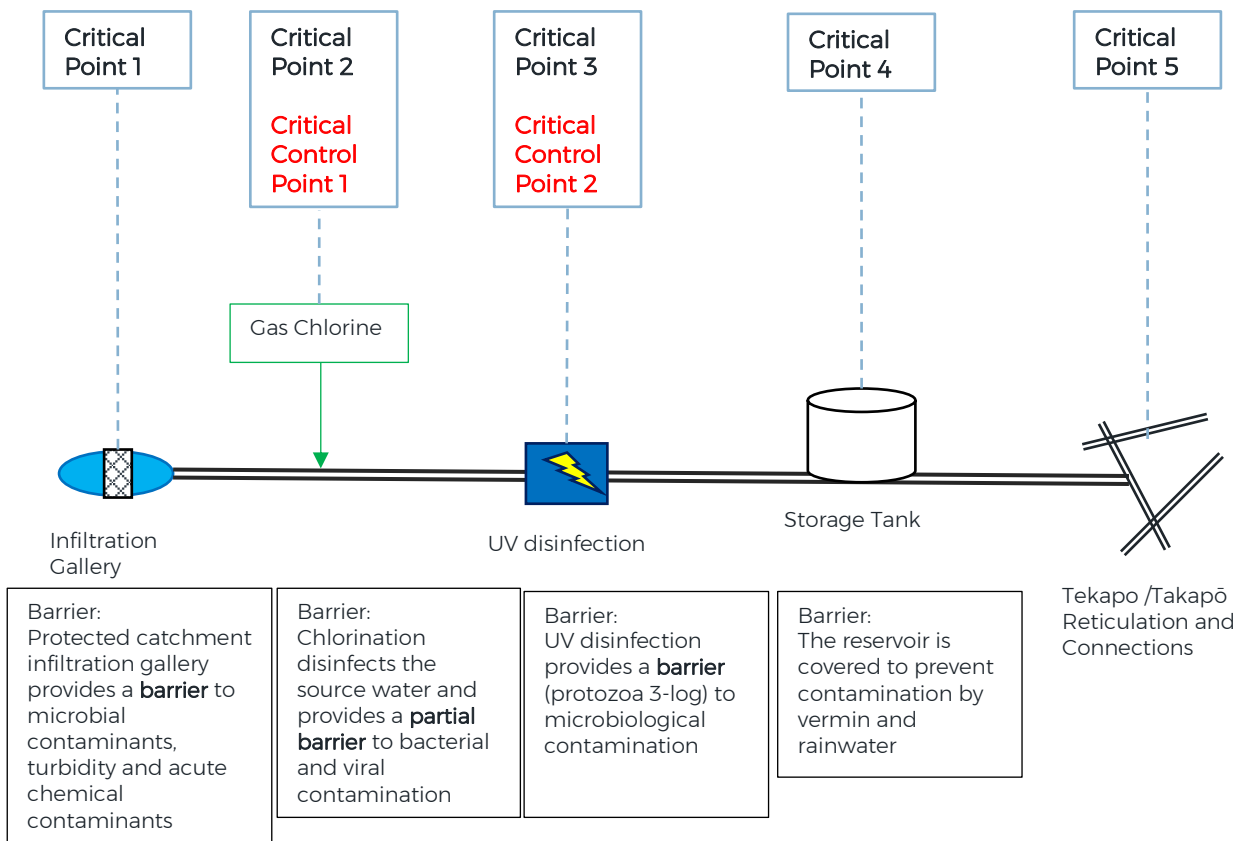 Critical
Point 1
Critical
Point 2
Critical
Control
Point 1
Critical
Point 3
Critical
Control
Point 2
Critical
Point 4
Critical
Point 5
Gas Chlorine
Infiltration
Gallery
UV disinfection
Storage Tank
Tekapo /Takapō
Reticulation and
Connections
Barrier:
Protected catchment
infiltration gallery
provides a barrier to
microbial
contaminants,
turbidity and acute
chemical
contaminants
Barrier:
Chlorination
disinfects the
source water and
provides a partial
barrier to bacterial
and viral
contamination
Barrier:
UV disinfection
provides a barrier
(protozoa 3-log) to
microbiological
contamination
Barrier:
The reservoir is
covered to prevent
contamination by
vermin and
rainwater